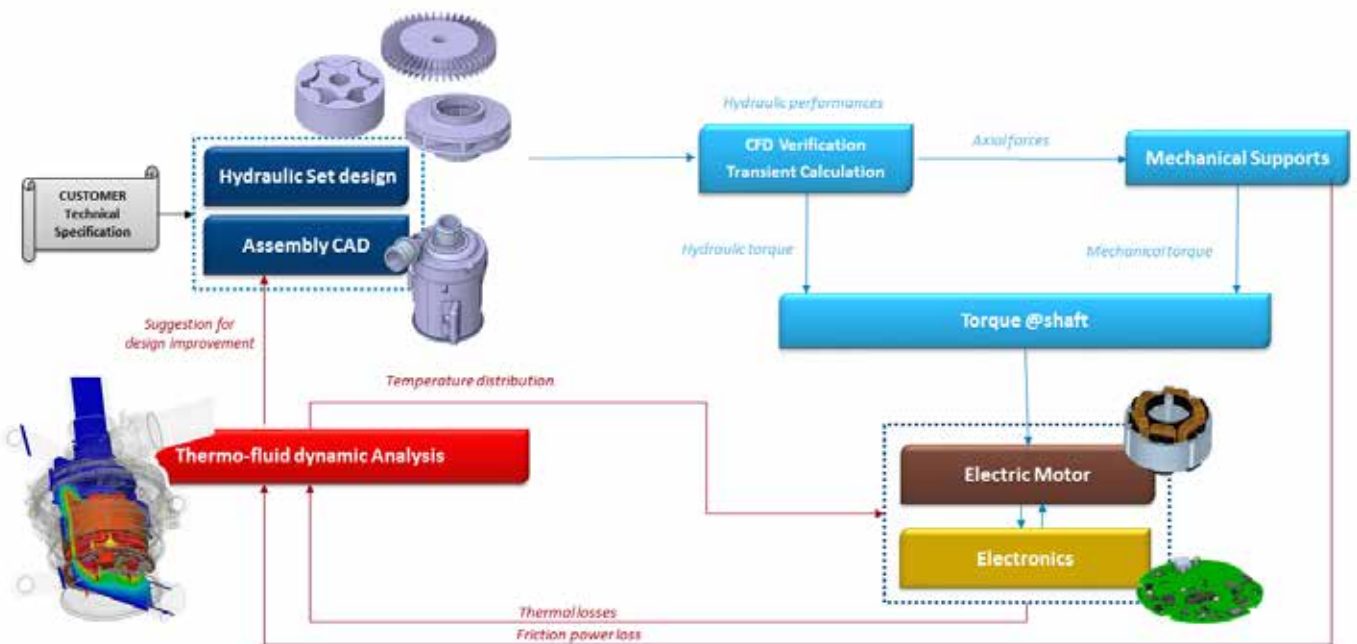 Hydraulic performances
CUSTOMER
Technical
Specification
Hydraulic Set design
Assembly CAD
CFD Verification
Transient Calculation
Axial forces
Mechanical Supports
Hydraulic torque
Mechanical torque
Torque @shaft
Suggestion for
design improvement
Temperature distribution
Thermo-fluid dynamic Analysis
Electric Motor
Electronics
Thermal losses
Friction power loss